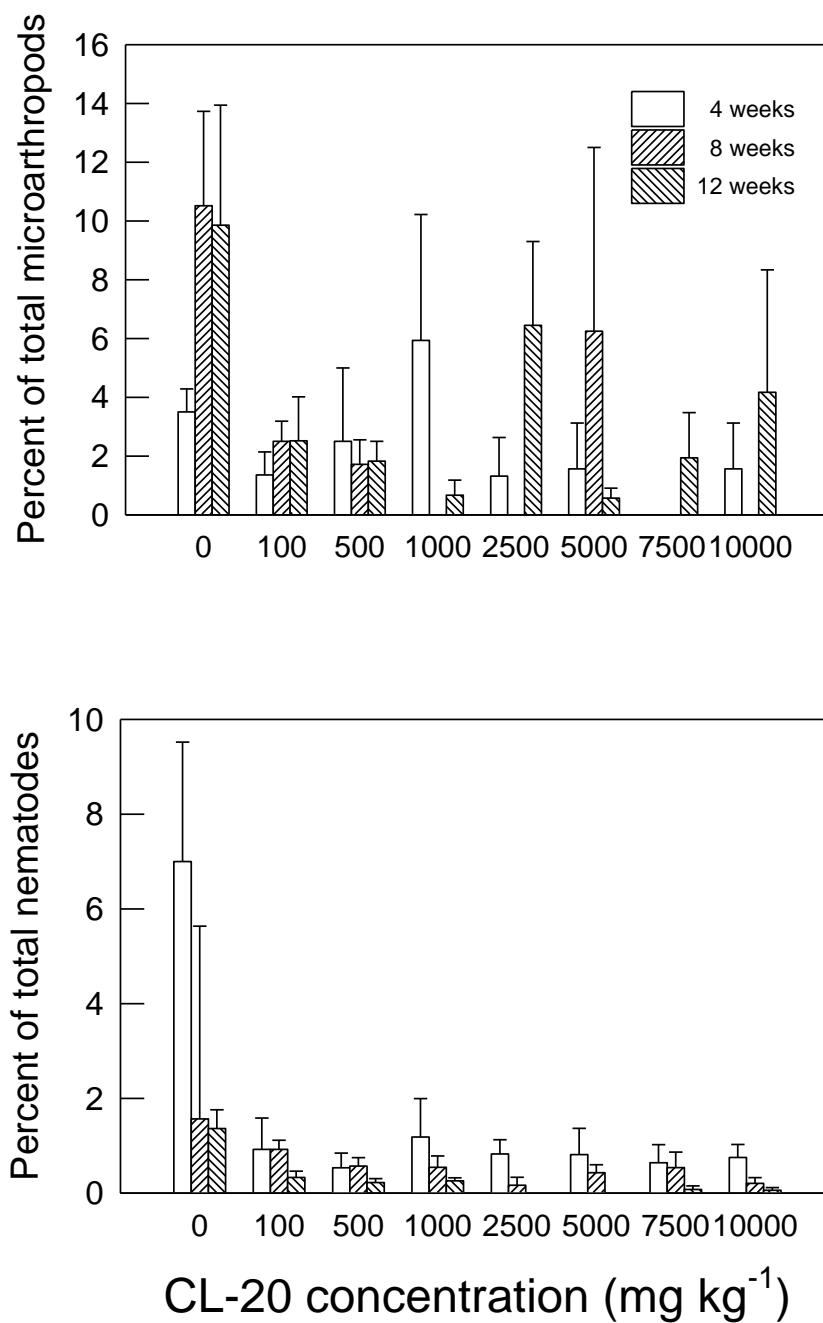 Percent of total microarthropods
16
14
12
10
8
6
4
2
0
4 weeks
8 weeks
12 weeks
0 100 500 1000 2500 5000 7500 10000
Percent of total nematodes
10
8
6
4
2
0
0 100 500 1000 2500 5000 7500 10000
CL-20 concentration (mg kg⁻¹)